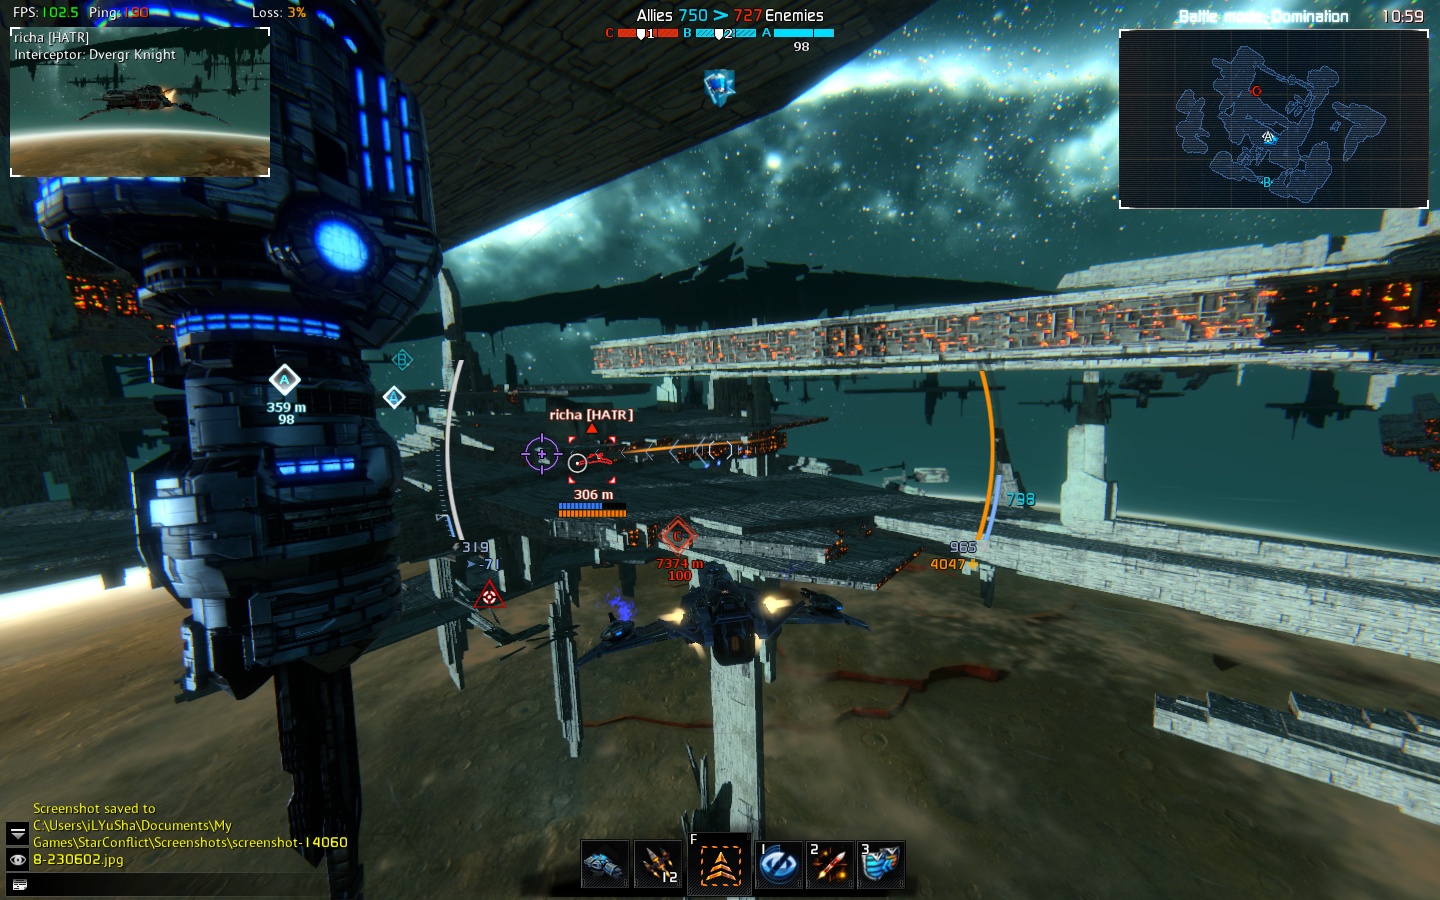 FPS:102.5 Ping:190 Loss: 3%
richa [HATR]
Interceptor: Dvergr Knight
Allies 750 > 727 Enemies
C 1 B 2 A
98
Battle mode: Domination 10:59
C
A
B
B
A
A
359 m
98
richa [HATR]
306 m
C
7374 m
100
319
-71
798
965
4047
Screenshot saved to
C:\Users\iLYuSha\Documents\My
Games\StarConflict\Screenshots\screenshot-14060
8-230602.jpg
12
F
1
2
3